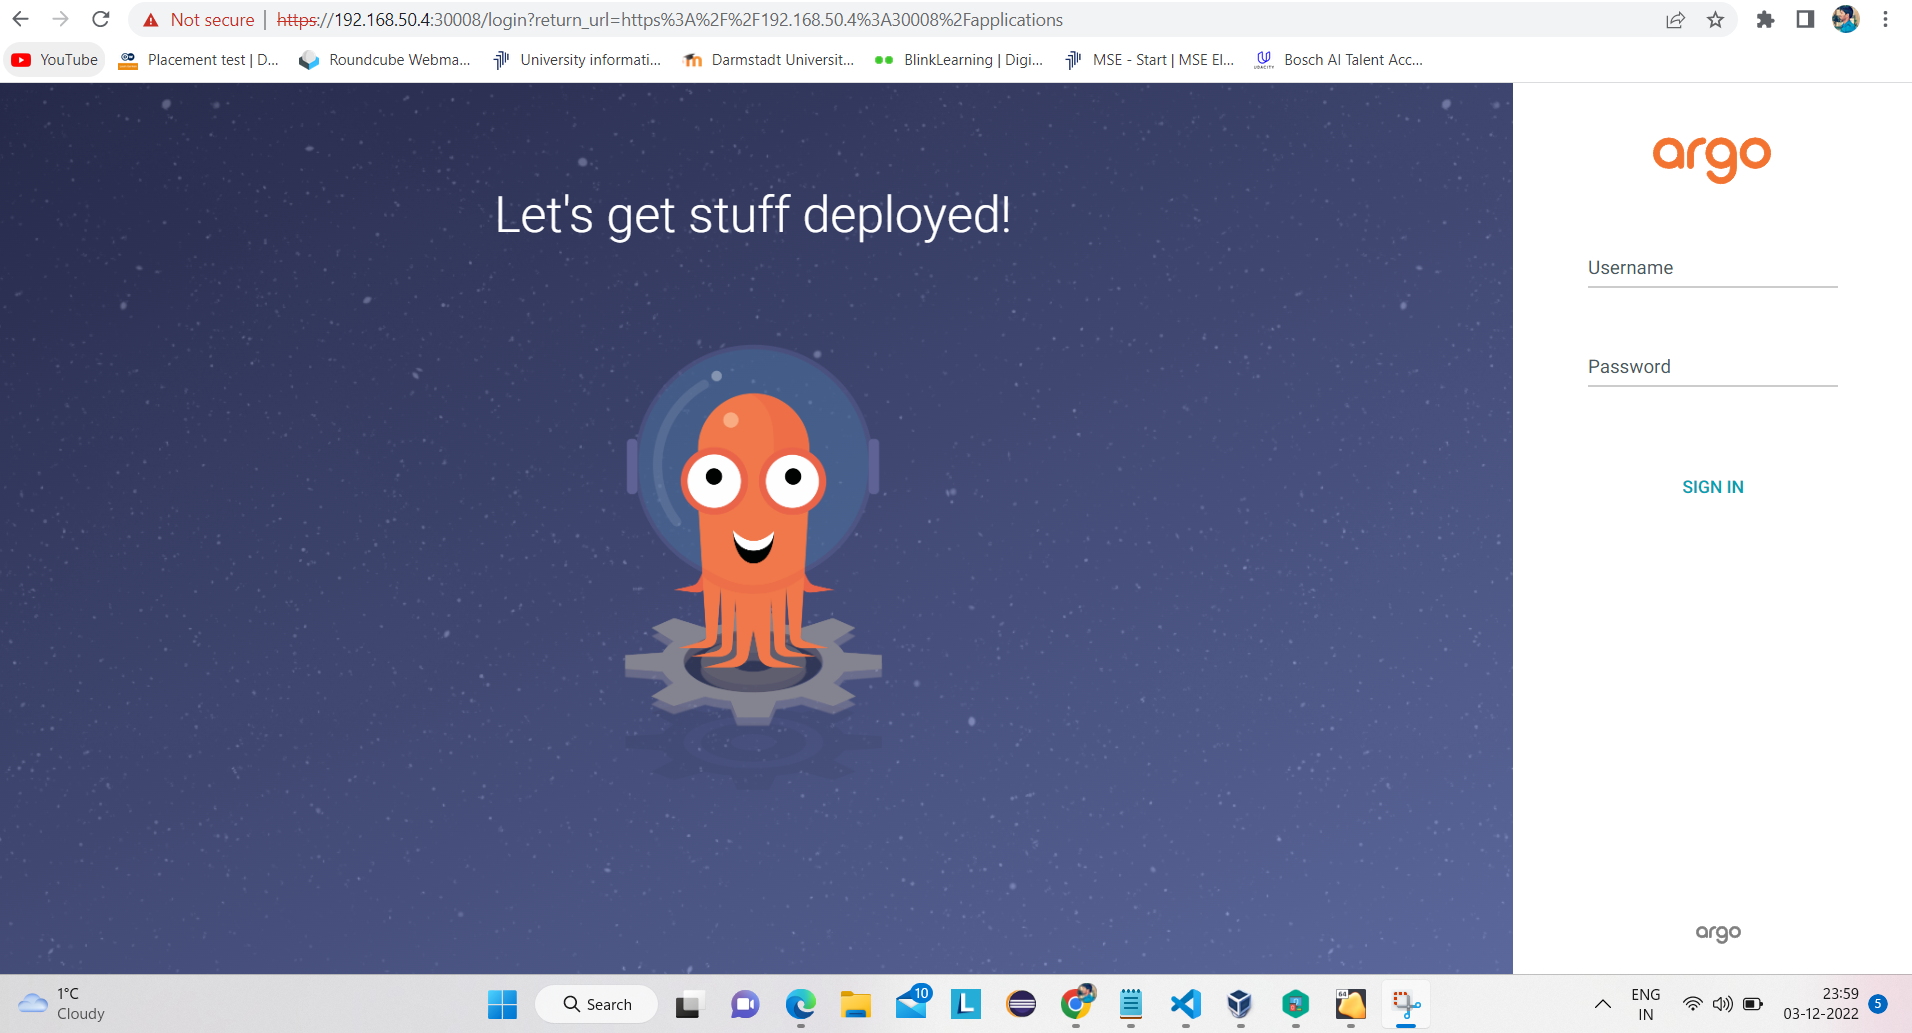 Not secure | https://192.168.50.4:30008/login?return_url=https%3A%2F%2F192.168.50.4%3A30008%2Fapplications
YouTube
Placement test | D...
Roundcube Webma...
University informati...
Darmstadt Universit...
BlinkLearning | Digi...
MSE - Start | MSE El...
UDACITY
Bosch AI Talent Acc...
Let's get stuff deployed!
argo
Username
Password
SIGN IN
argo
1°C
Cloudy
Search
10
L
64
ENG
IN
23:59
03-12-2022
5